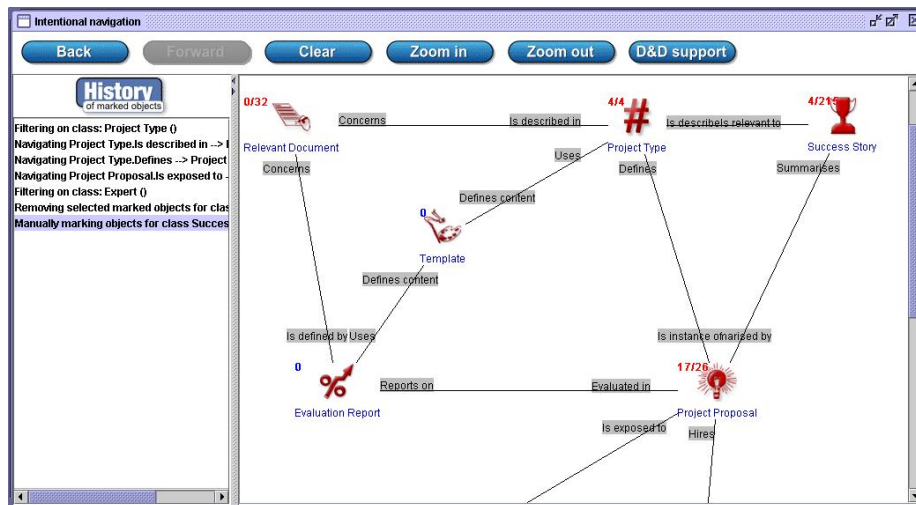 Intentional navigation
Back
Forward
Clear
Zoom in
Zoom out
D&D support
History
of marked objects
Filtering on class: Project Type ()
Navigating Project Type.Is described in -->
Navigating Project Type.Defines --> Project
Navigating Project Proposal.Is exposed to -
Filtering on class: Expert ()
Removing selected marked objects for clas
Manually marking objects for class Succes
0/32
4/4
4/215
Concerns
Is described in
Is describeIs relevant to
Relevant Document
Project Type
Success Story
Concerns
Uses
Defines
Summarises
Defines content
0
Template
Defines content
Is defined by Uses
Is instance ofnarised by
0
17/26
Reports on
Evaluated in
Evaluation Report
Project Proposal
Is exposed to
Hires